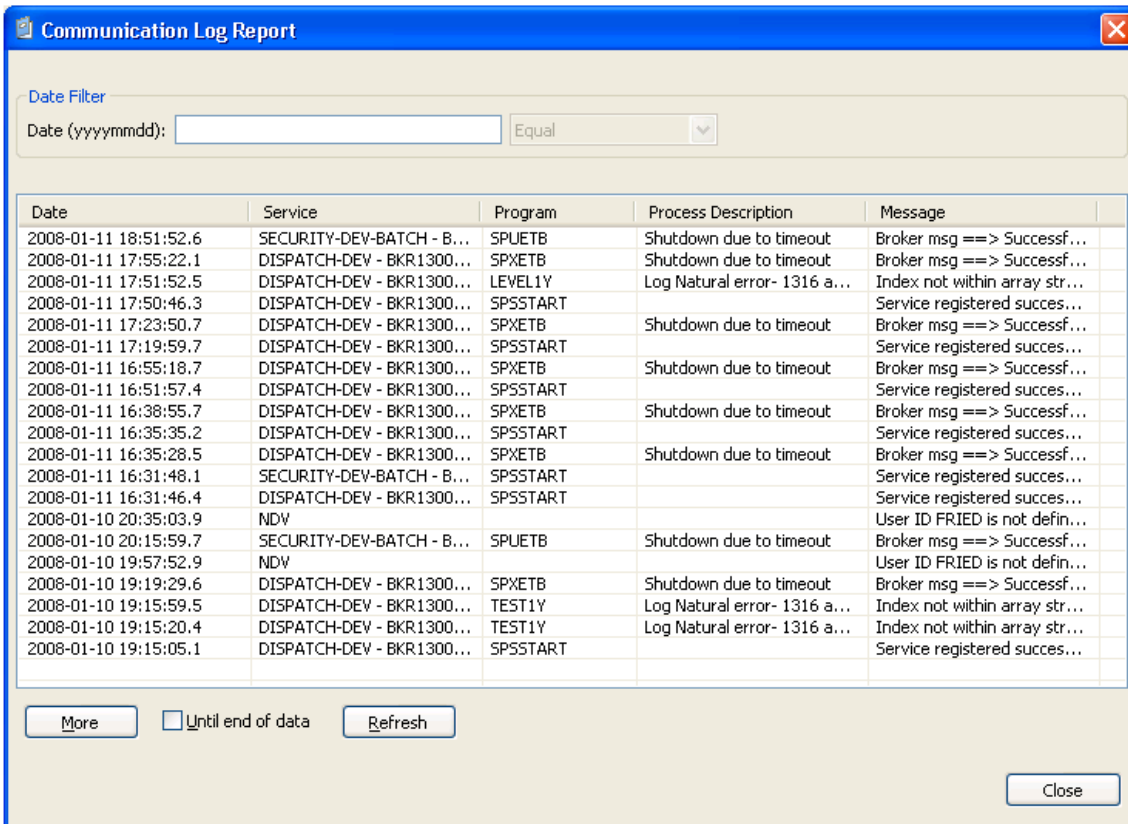 Communication Log Report
Date Filter
Date (yyyymmdd): Equal
Date Service Program Process Description Message
2008-01-11 18:51:52.6 SECURITY-DEV-BATCH - B... SPUETB Shutdown due to timeout Broker msg ==> Successf...
2008-01-11 17:55:22.1 DISPATCH-DEV - BKR1300... SPXETB Shutdown due to timeout Broker msg ==> Successf...
2008-01-11 17:51:52.5 DISPATCH-DEV - BKR1300... LEVEL1Y Log Natural error- 1316 a... Index not within array str...
2008-01-11 17:50:46.3 DISPATCH-DEV - BKR1300... SPSSTART Service registered succes...
2008-01-11 17:23:50.7 DISPATCH-DEV - BKR1300... SPXETB Shutdown due to timeout Broker msg ==> Successf...
2008-01-11 17:19:59.7 DISPATCH-DEV - BKR1300... SPSSTART Service registered succes...
2008-01-11 16:55:18.7 DISPATCH-DEV - BKR1300... SPXETB Shutdown due to timeout Broker msg ==> Successf...
2008-01-11 16:51:57.4 DISPATCH-DEV - BKR1300... SPSSTART Service registered succes...
2008-01-11 16:38:55.7 DISPATCH-DEV - BKR1300... SPXETB Shutdown due to timeout Broker msg ==> Successf...
2008-01-11 16:35:35.2 DISPATCH-DEV - BKR1300... SPSSTART Service registered succes...
2008-01-11 16:35:28.5 DISPATCH-DEV - BKR1300... SPXETB Shutdown due to timeout Broker msg ==> Successf...
2008-01-11 16:31:48.1 SECURITY-DEV-BATCH - B... SPSSTART Service registered succes...
2008-01-11 16:31:46.4 DISPATCH-DEV - BKR1300... SPSSTART Service registered succes...
2008-01-10 20:35:03.9 NDV User ID FRIED is not defin...
2008-01-10 20:15:59.7 SECURITY-DEV-BATCH - B... SPUETB Shutdown due to timeout Broker msg ==> Successf...
2008-01-10 19:57:52.9 NDV User ID FRIED is not defin...
2008-01-10 19:19:29.6 DISPATCH-DEV - BKR1300... SPXETB Shutdown due to timeout Broker msg ==> Successf...
2008-01-10 19:15:59.5 DISPATCH-DEV - BKR1300... TEST1Y Log Natural error- 1316 a... Index not within array str...
2008-01-10 19:15:20.4 DISPATCH-DEV - BKR1300... TEST1Y Log Natural error- 1316 a... Index not within array str...
2008-01-10 19:15:05.1 DISPATCH-DEV - BKR1300... SPSSTART Service registered succes...
More Until end of data Refresh
Close